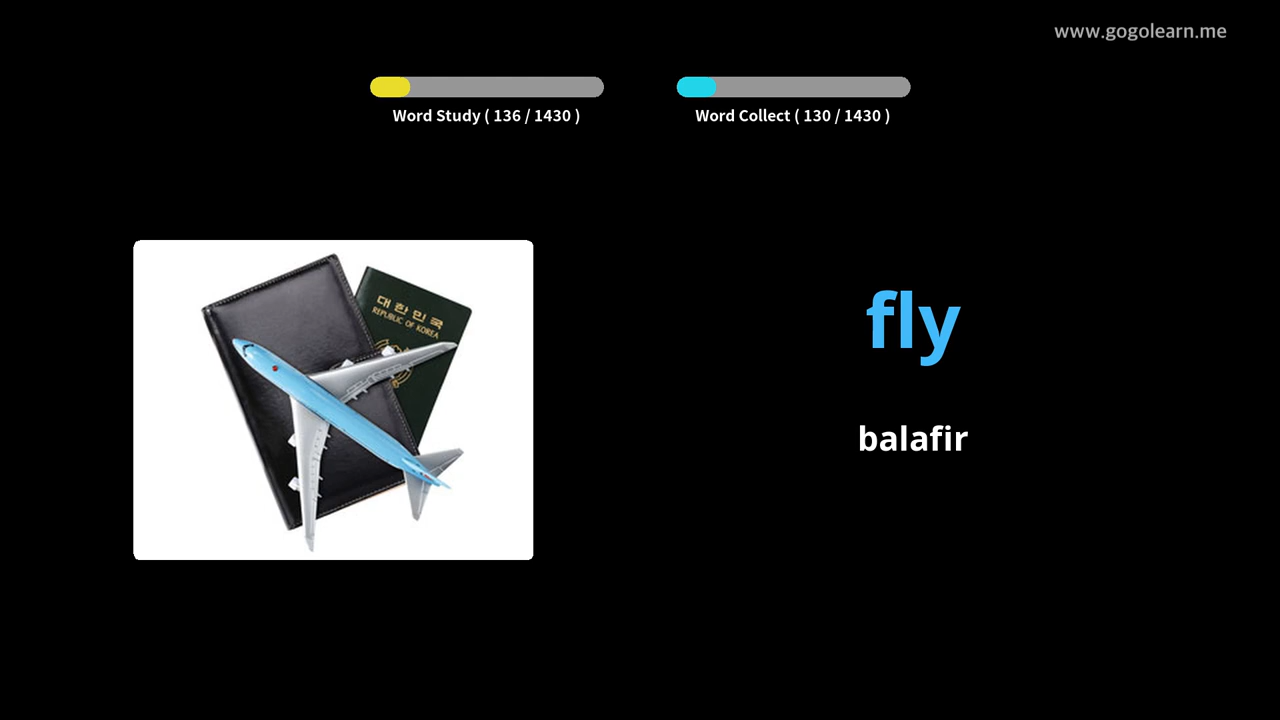 www.gogolearn.me
Word Study ( 136 / 1430 )
Word Collect ( 130 / 1430 )
대한민국
REPUBLIC OF KOREA
fly
balafir